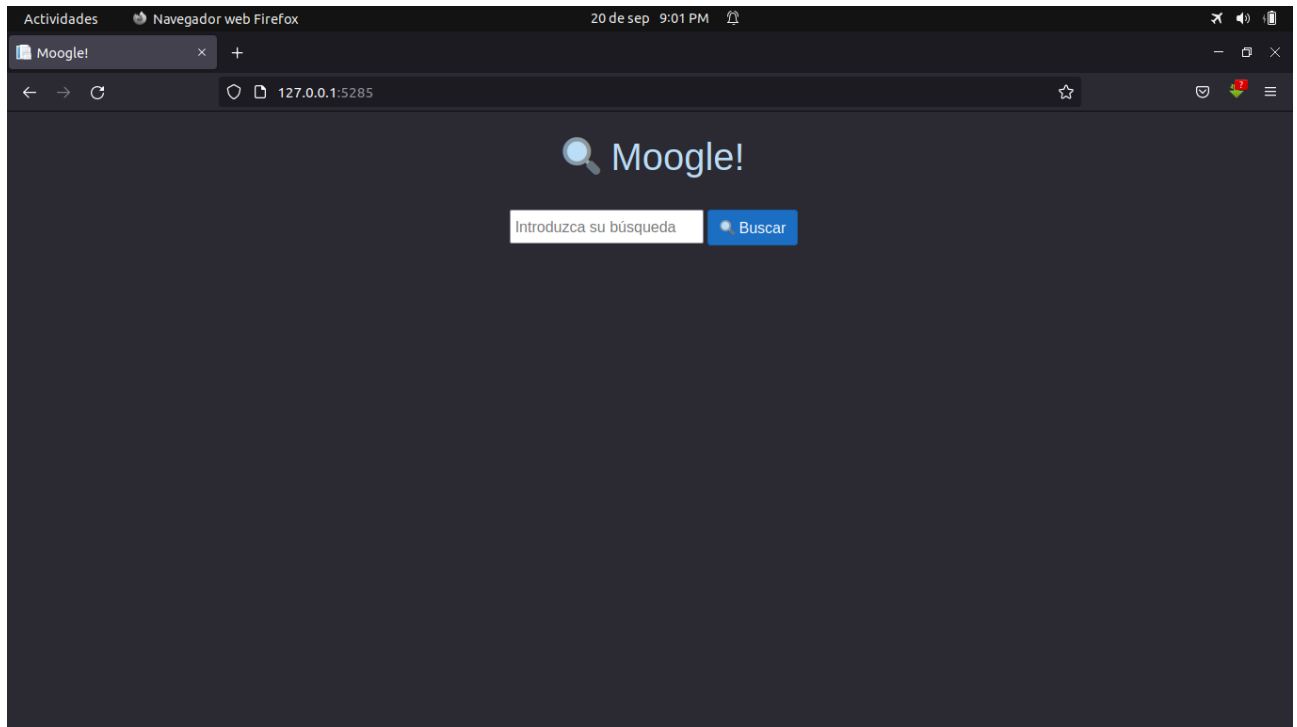 Actividades Navegador web Firefox 20 de sep 9:01 PM
Moogle!
127.0.0.1:5285
Moogle!
Introduzca su búsqueda Buscar